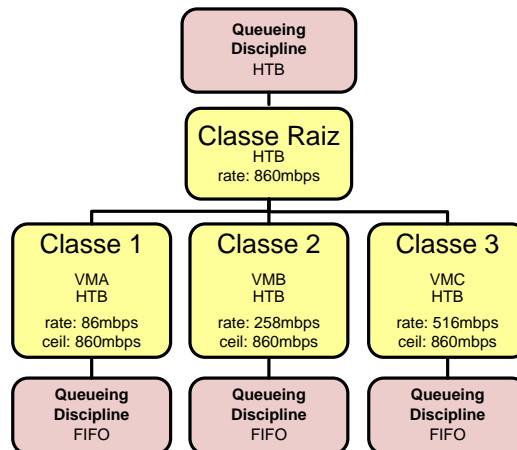 Queueing
Discipline
HTB
Classe Raiz
HTB
rate: 860mbps
Classe 1
VMA
HTB
rate: 86mbps
ceil: 860mbps
Classe 2
VMB
HTB
rate: 258mbps
ceil: 860mbps
Classe 3
VMC
HTB
rate: 516mbps
ceil: 860mbps
Queueing
Discipline
FIFO
Queueing
Discipline
FIFO
Queueing
Discipline
FIFO